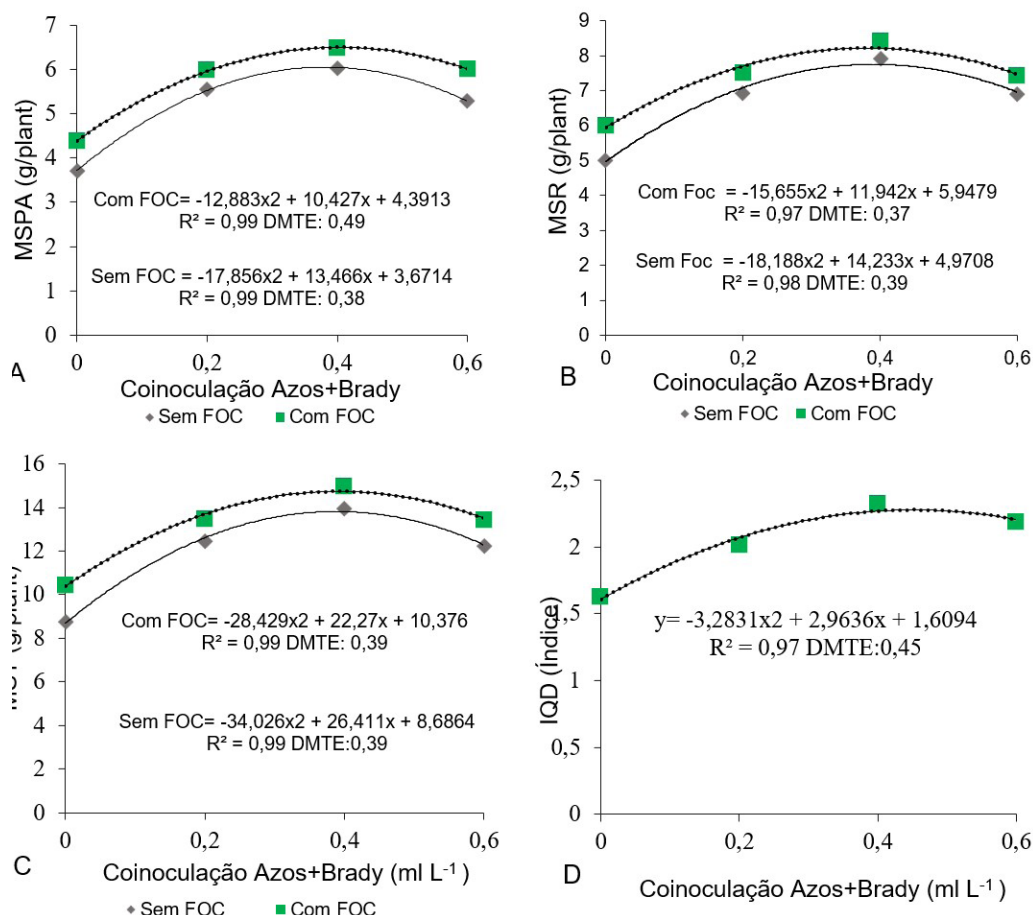 7
6
5
4
3
2
1
0
MSPA (g/plant)
Com FOC= -12,883x2 + 10,427x + 4,3913
R² = 0,99 DMTE: 0,49
Sem FOC = -17,856x2 + 13,466x + 3,6714
R² = 0,99 DMTE: 0,38
0 0,2 0,4 0,6
A
Coinoculação Azos+Brady
Sem FOC Com FOC
9
8
7
6
5
4
3
2
1
0
MSR (g/plant)
Com Foc = -15,655x2 + 11,942x + 5,9479
R² = 0,97 DMTE: 0,37
Sem Foc = -18,188x2 + 14,233x + 4,9708
R² = 0,98 DMTE: 0,39
0 0,2 0,4 0,6
B
Coinoculação Azos+Brady
Sem FOC Com FOC
16
14
12
10
8
6
4
2
0
(g/plant)
Com FOC= -28,429x2 + 22,27x + 10,376
R² = 0,99 DMTE: 0,39
Sem FOC= -34,026x2 + 26,411x + 8,6864
R² = 0,99 DMTE:0,39
0 0,2 0,4 0,6
C
Coinoculação Azos+Brady (ml L⁻¹ )
Sem FOC Com FOC
2,5
2
1,5
1
0,5
0
IQD (Índice)
y= -3,2831x2 + 2,9636x + 1,6094
R² = 0,97 DMTE:0,45
0 0,2 0,4 0,6
D
Coinoculação Azos+Brady (ml L⁻¹ )